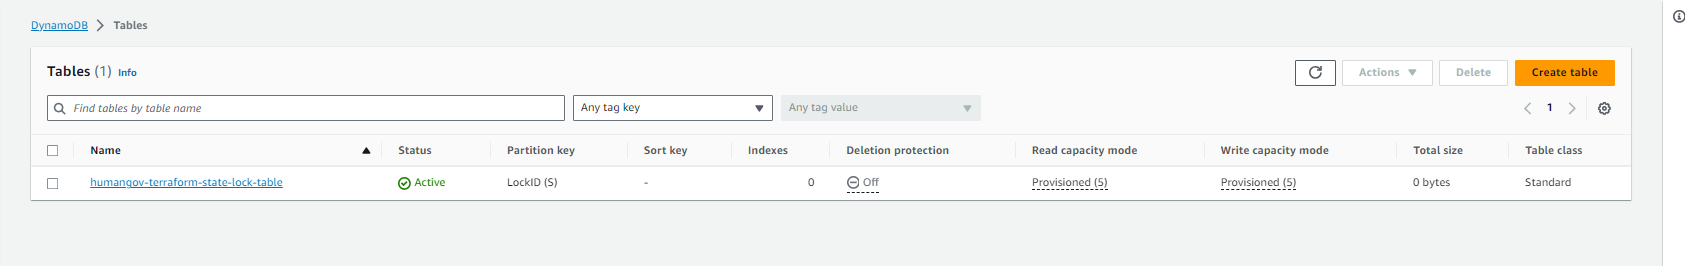 DynamoDB > Tables
Tables (1) Info
Actions Delete Create table
Find tables by table name Any tag key Any tag value 1
Name Status Partition key Sort key Indexes Deletion protection Read capacity mode Write capacity mode Total size Table class
humangov-terraform-state-lock-table Active LockID (S) - 0 Off Provisioned (5) Provisioned (5) 0 bytes Standard